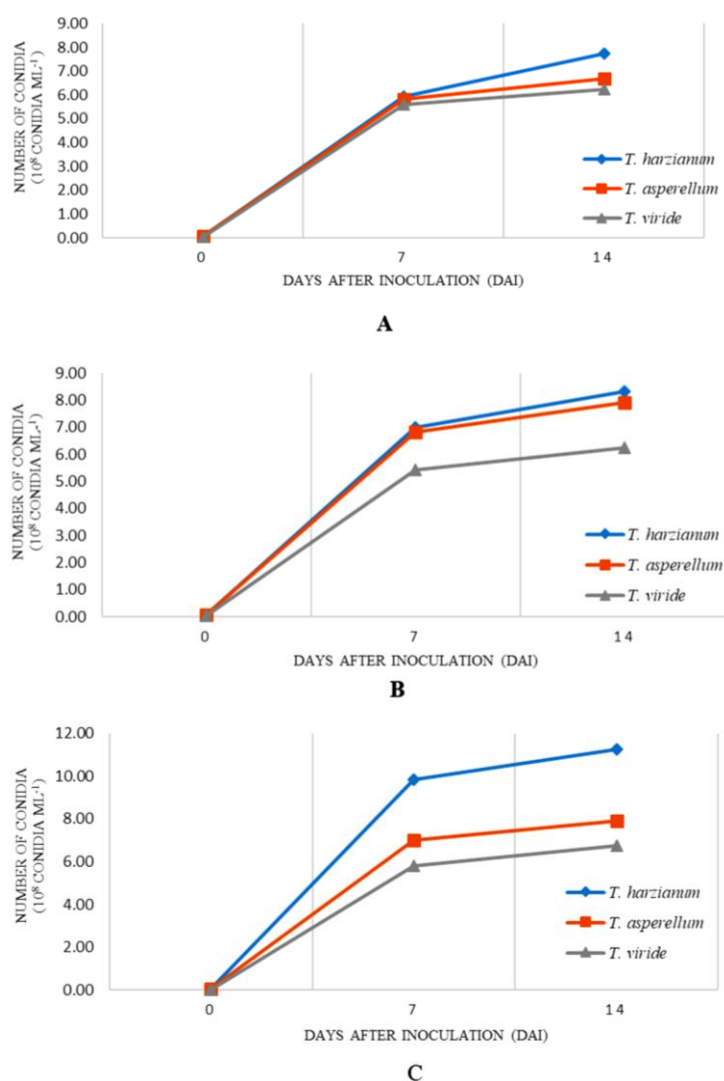 9.00
8.00
7.00
6.00
5.00
4.00
3.00
2.00
1.00
0.00
NUMBER OF CONIDIA
(10⁸ CONIDIA ML⁻¹)
T. harzianum
T. asperellum
T. viride
0 7 14
DAYS AFTER INOCULATION (DAI)
A
9.00
8.00
7.00
6.00
5.00
4.00
3.00
2.00
1.00
0.00
NUMBER OF CONIDIA
(10⁸ CONIDIA ML⁻¹)
T. harzianum
T. asperellum
T. viride
0 7 14
DAYS AFTER INOCULATION (DAI)
B
12.00
10.00
8.00
6.00
4.00
2.00
0.00
NUMBER OF CONIDIA
(10⁸ CONIDIA ML⁻¹)
T. harzianum
T. asperellum
T. viride
0 7 14
DAYS AFTER INOCULATION (DAI)
C